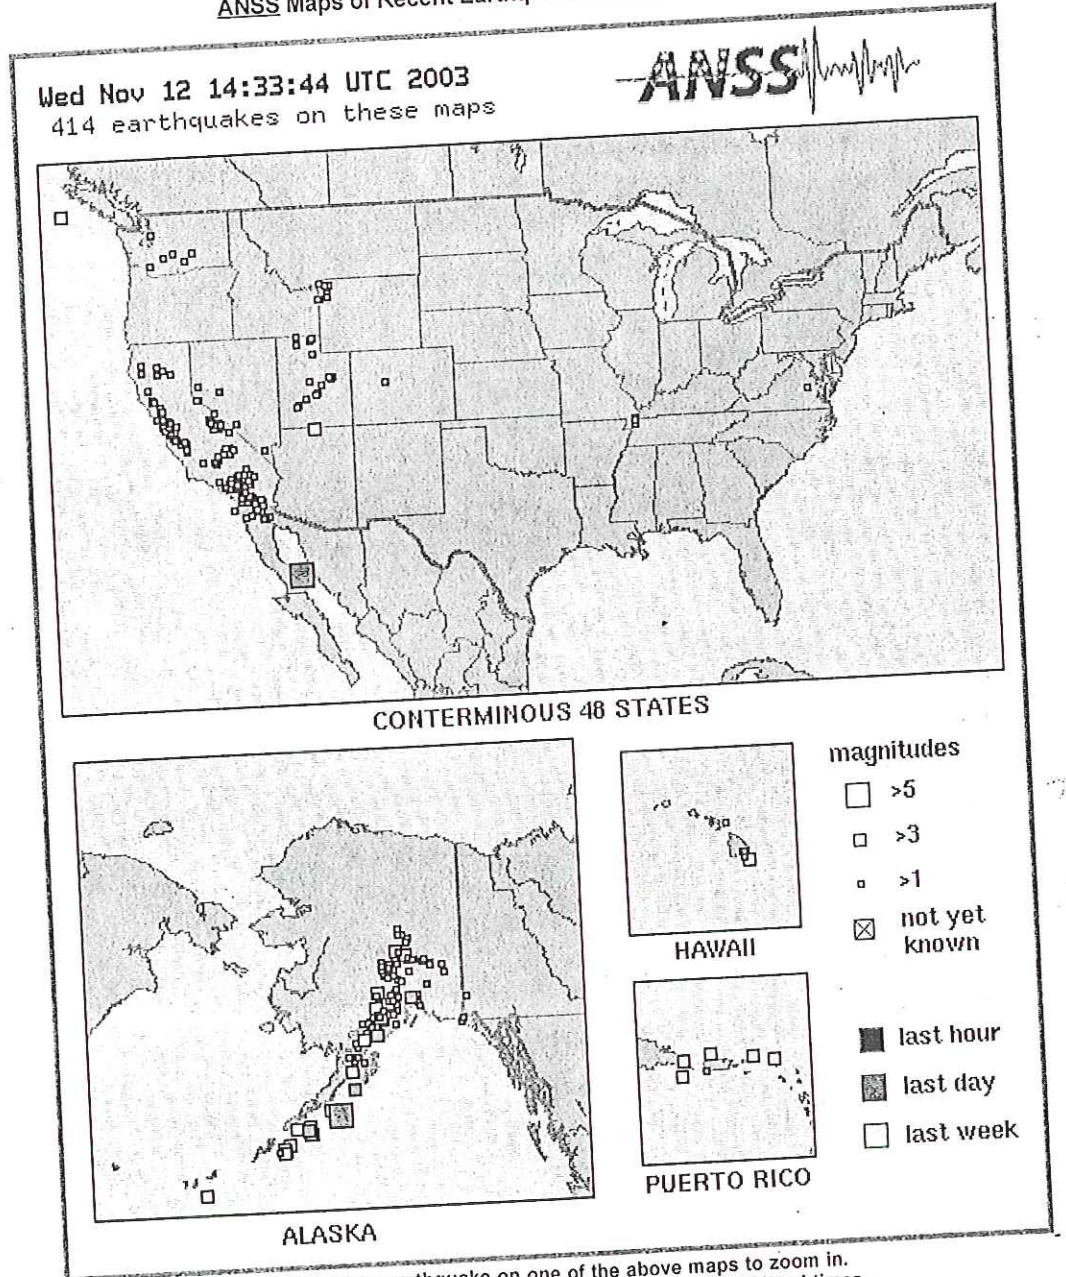 ANSS Maps of Recent
Wed Nov 12 14:33:44 UTC 2003
414 earthquakes on these maps
ANSS
CONTERMINOUS 48 STATES
magnitudes
>5
>3
>1
not yet
known
HAWAII
last hour
last day
last week
PUERTO RICO
ALASKA
on one of the above maps to zoom in.